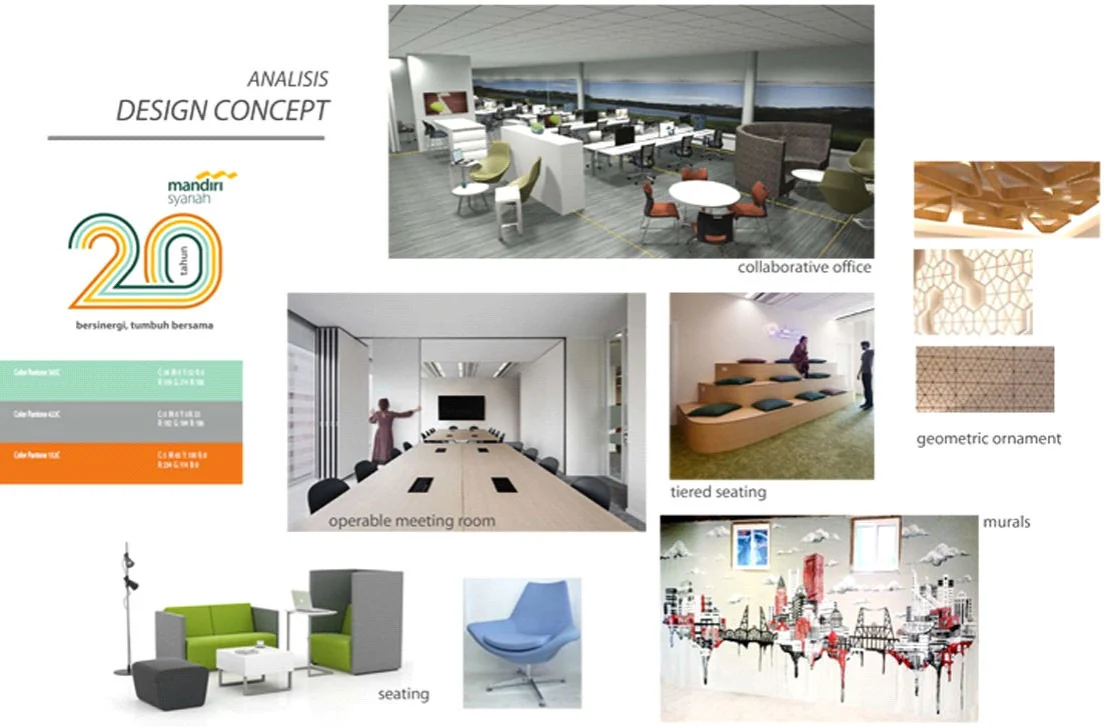 ANALISIS
DESIGN CONCEPT
mandiri
syariah
20
tahun
bersinergi, tumbuh bersama
collaborative office
geometric ornament
operable meeting room
tiered seating
murals
seating